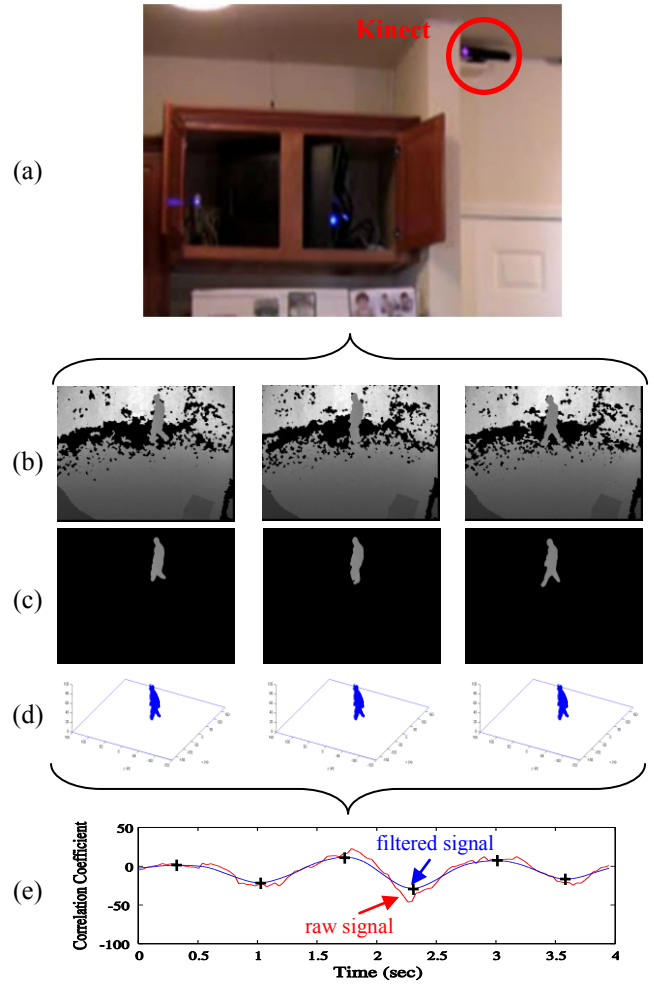 Kinect
(a)
(b)
(c)
(d)
(e)
50
0
-50
-100
Correlation Coefficient
filtered signal
raw signal
0 0.5 1 1.5 2 2.5 3 3.5 4
Time (sec)